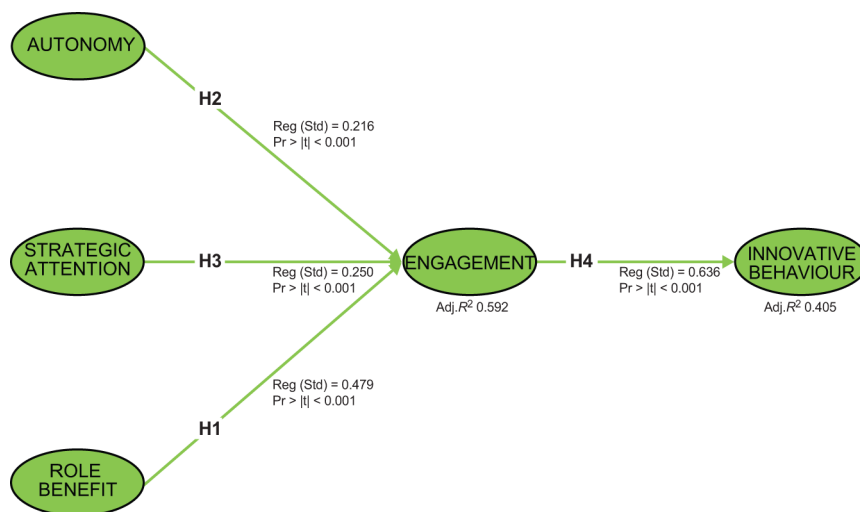 AUTONOMY
H2
Reg (Std) = 0.216
Pr > |t| < 0.001
STRATEGIC
ATTENTION
H3
Reg (Std) = 0.250
Pr > |t| < 0.001
ENGAGEMENT
Adj.R² 0.592
H4
Reg (Std) = 0.636
Pr > |t| < 0.001
INNOVATIVE
BEHAVIOUR
Adj.R² 0.405
Reg (Std) = 0.479
Pr > |t| < 0.001
H1
ROLE
BENEFIT